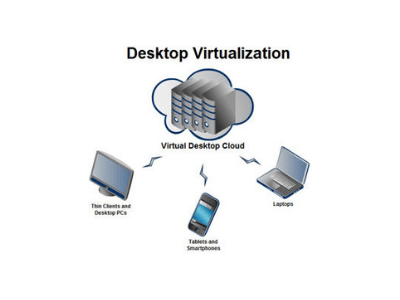 Desktop Virtualization
Virtual Desktop Cloud
Thin Clients and
Desktop PCs
Laptops
Tablets and
Smartphones